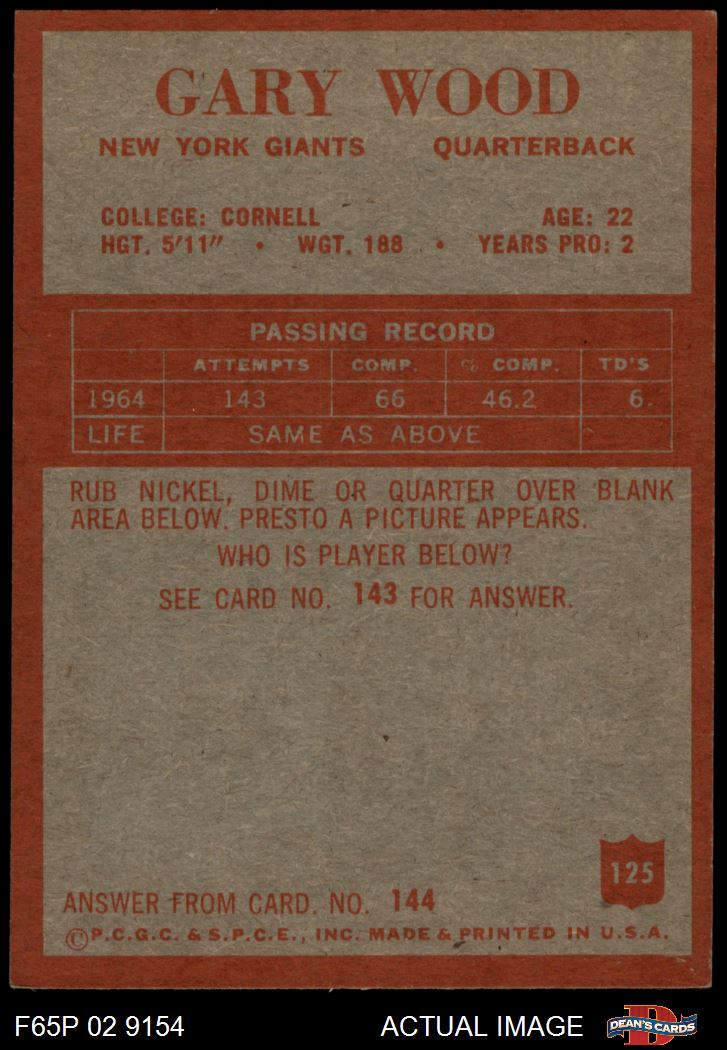 GARY WOOD
NEW YORK GIANTS QUARTERBACK
COLLEGE: CORNELL AGE: 22
HGT. 5'11" • WGT. 188 • YEARS PRO: 2
PASSING RECORD
ATTEMPTS COMP. % COMP. TD'S
1964 143 66 46.2 6.
LIFE SAME AS ABOVE
RUB NICKEL, DIME OR QUARTER OVER BLANK
AREA BELOW. PRESTO A PICTURE APPEARS.
WHO IS PLAYER BELOW?
SEE CARD NO. 143 FOR ANSWER.
125
ANSWER FROM CARD. NO. 144
©P.C.G.C. & S.P.C.E., INC. MADE & PRINTED IN U.S.A.
F65P 02 9154 ACTUAL IMAGE D DEAN'S CARDS